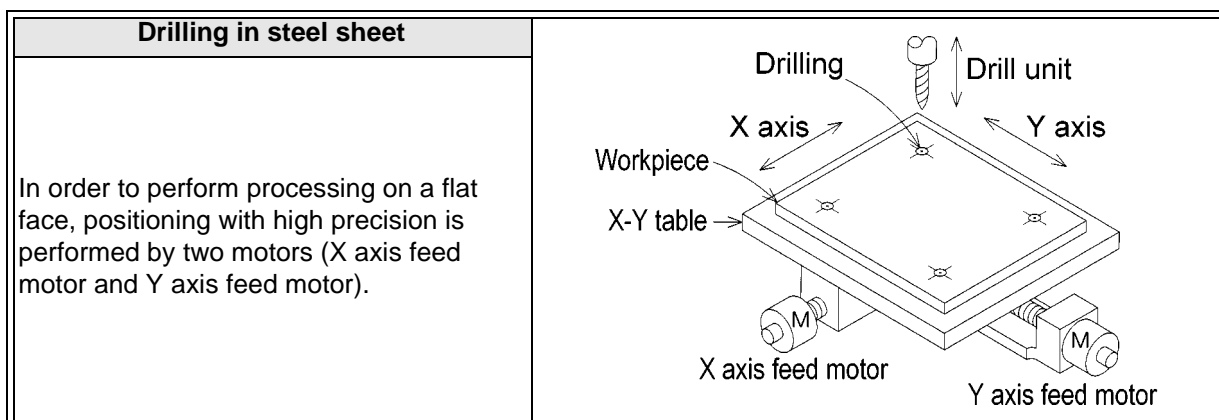 Drilling in steel sheet
In order to perform processing on a flat
face, positioning with high precision is
performed by two motors (X axis feed
motor and Y axis feed motor).
Drilling
Drill unit
X axis
Y axis
Workpiece
X-Y table
M
M
X axis feed motor
Y axis feed motor